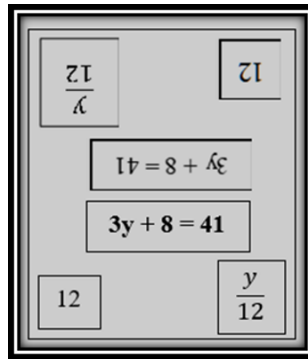 y/12
12
3y + 8 = 41
3y + 8 = 41
12
y/12